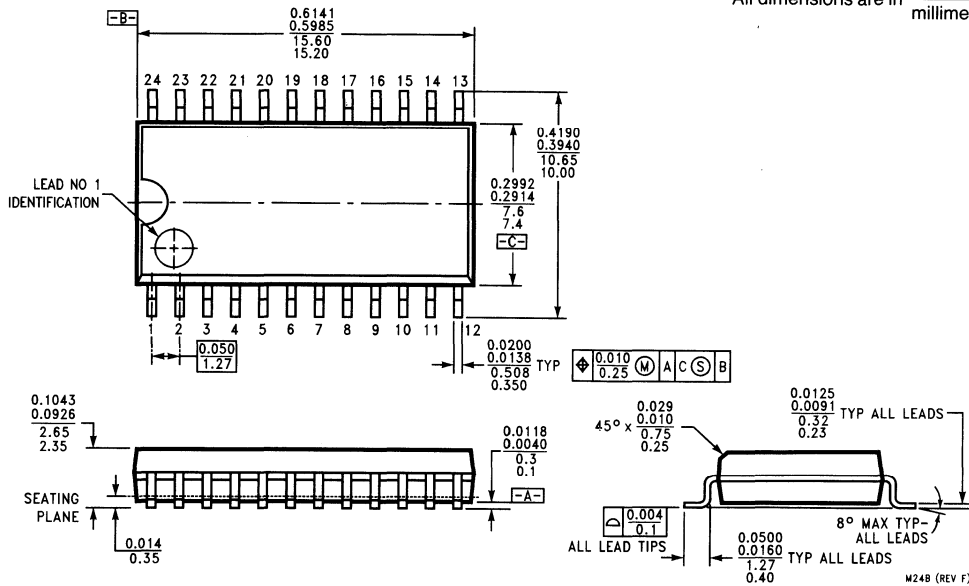 All dimensions are in
millime
-B-
0.6141
0.5985
15.60
15.20
24 23 22 21 20 19 18 17 16 15 14 13
0.4190
0.3940
10.65
10.00
LEAD NO 1
IDENTIFICATION
0.2992
0.2914
7.6
7.4
-C-
1 2 3 4 5 6 7 8 9 10 11 12
0.050
1.27
0.0200
0.0138
0.508
0.350
TYP
⌖ 0.010
0.25 Ⓜ A C Ⓢ B
0.1043
0.0926
2.65
2.35
0.0118
0.0040
0.3
0.1
-A-
SEATING
PLANE
0.014
0.35
45° x
0.029
0.010
0.75
0.25
0.0125
0.0091
0.32
0.23
TYP ALL LEADS
0.004
0.1
ALL LEAD TIPS
8° MAX TYP-
ALL LEADS
0.0500
0.0160
1.27
0.40
TYP ALL LEADS
M24B (REV F)